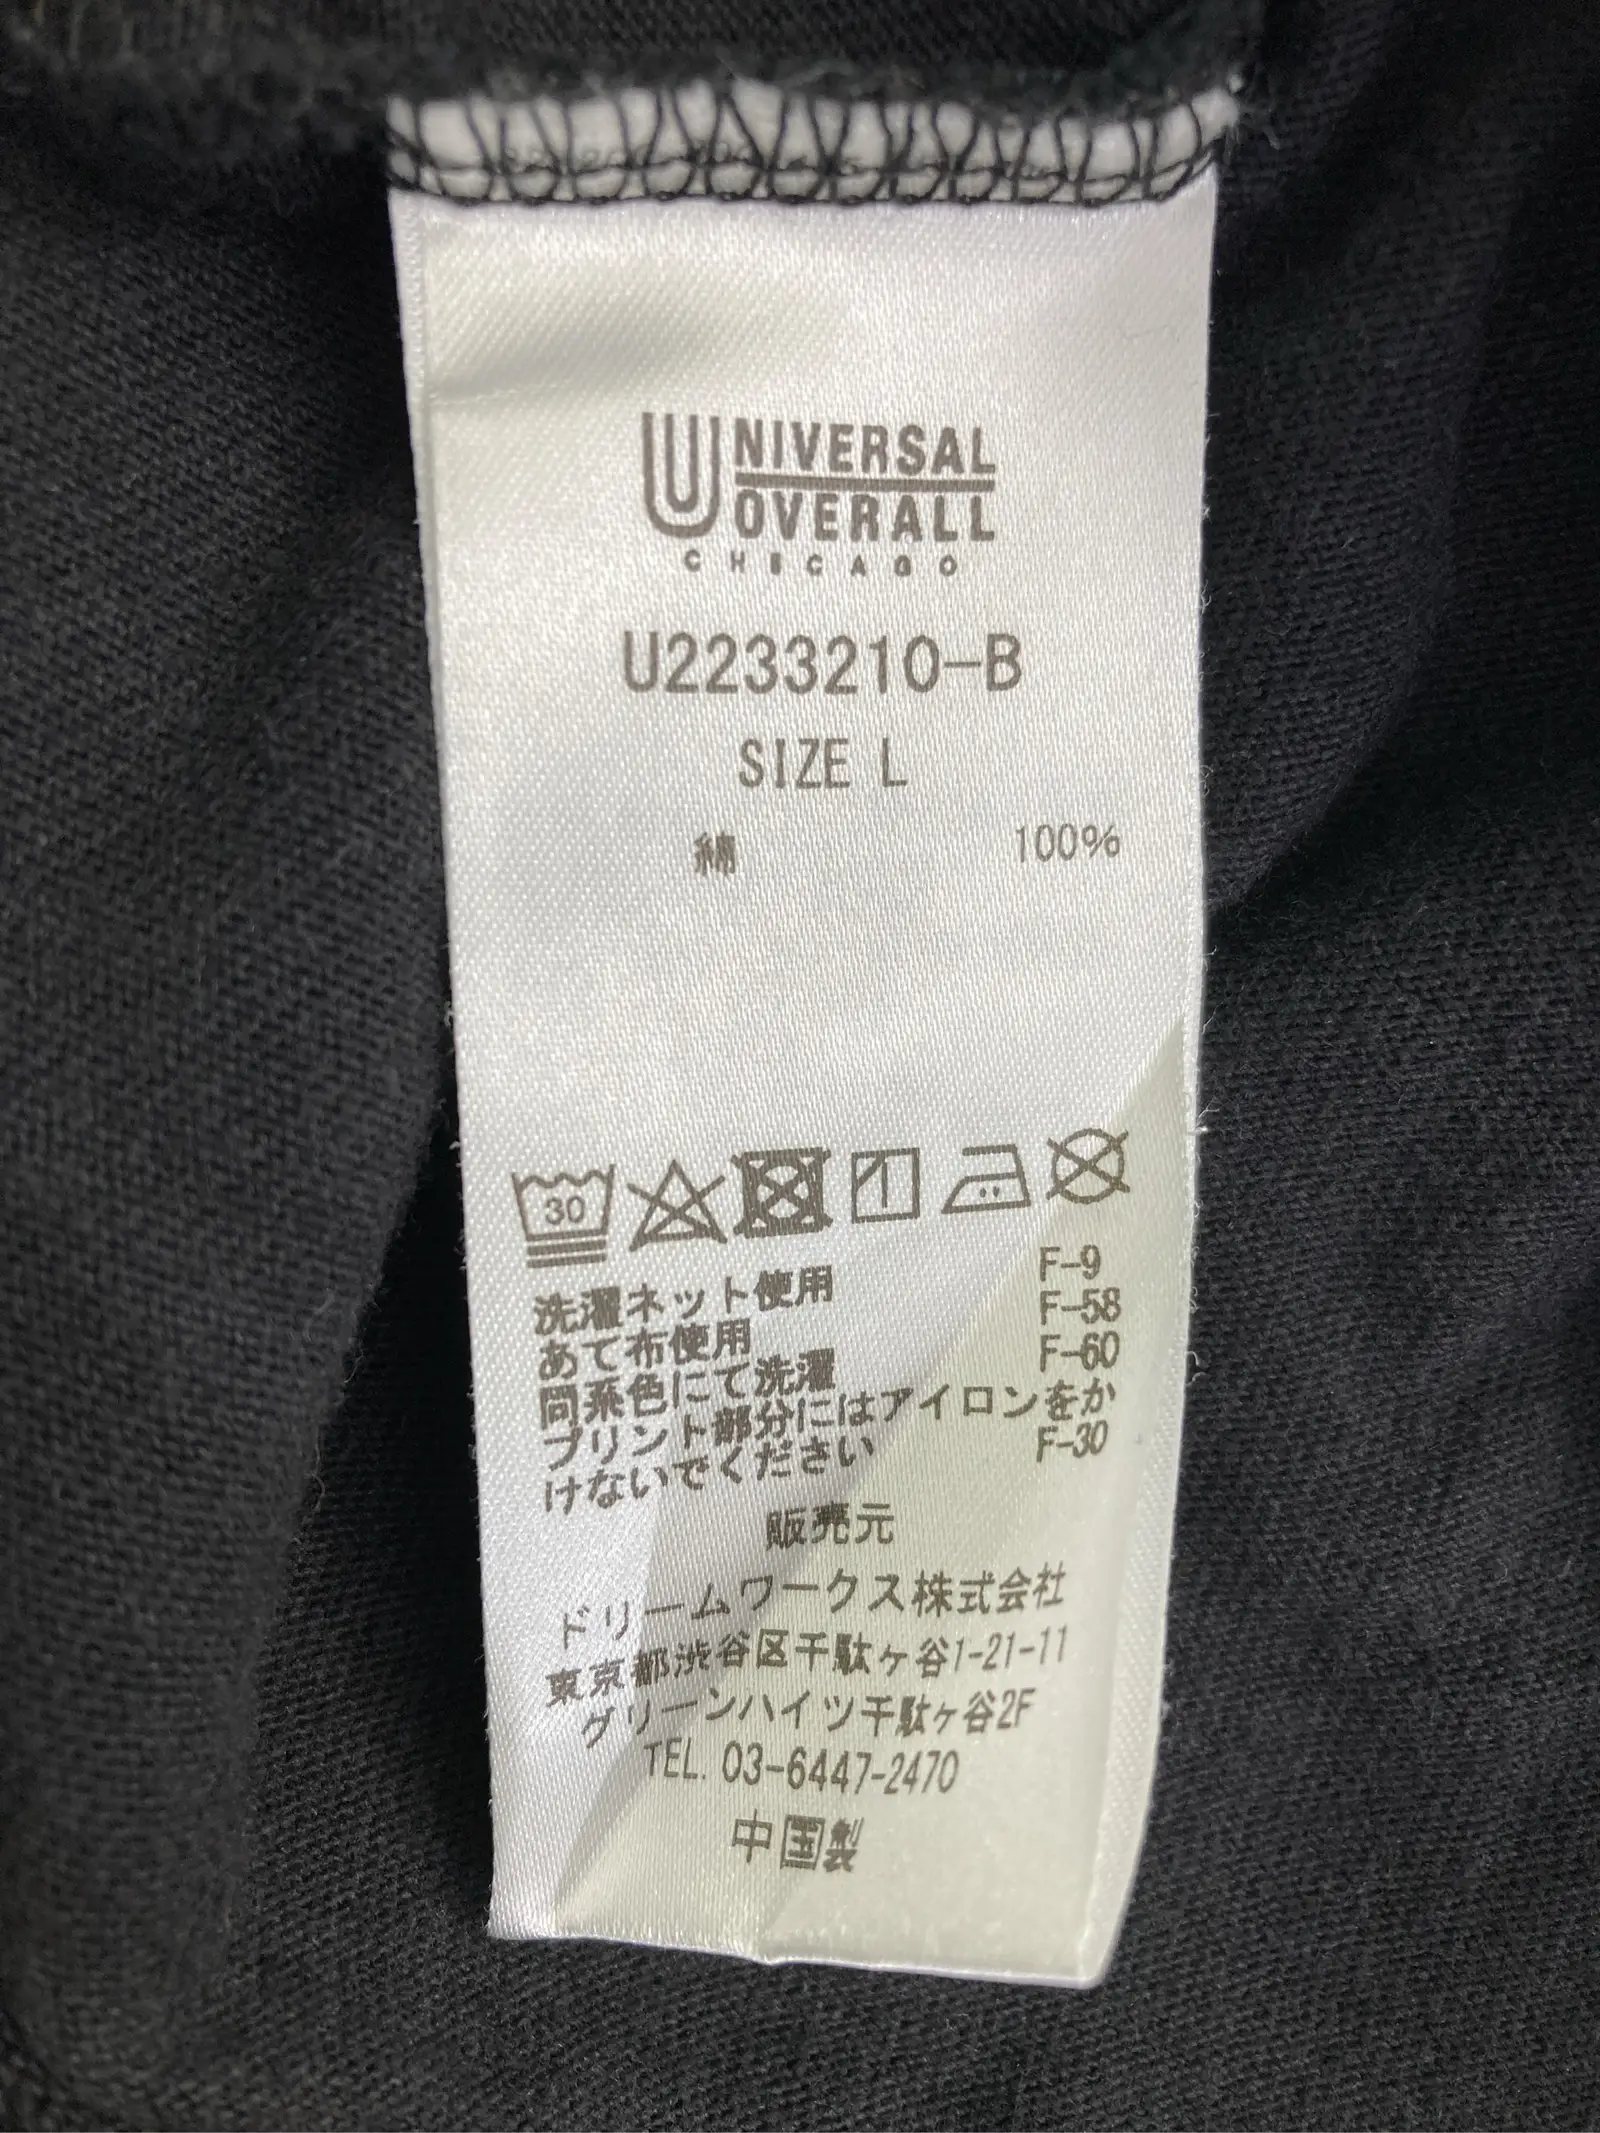 UNIVERSAL
OVERALL
CHICAGO
U2233210-B
SIZE L
綿 100%
30
洗濯ネット使用 F-9
あて布使用 F-58
同系色にて洗濯 F-60
プリント部分にはアイロンをか
けないでください F-30
販売元
ドリームワークス株式会社
東京都渋谷区千駄ヶ谷1-21-11
グリーンハイツ千駄ヶ谷2F
TEL. 03-6447-2470
中国製